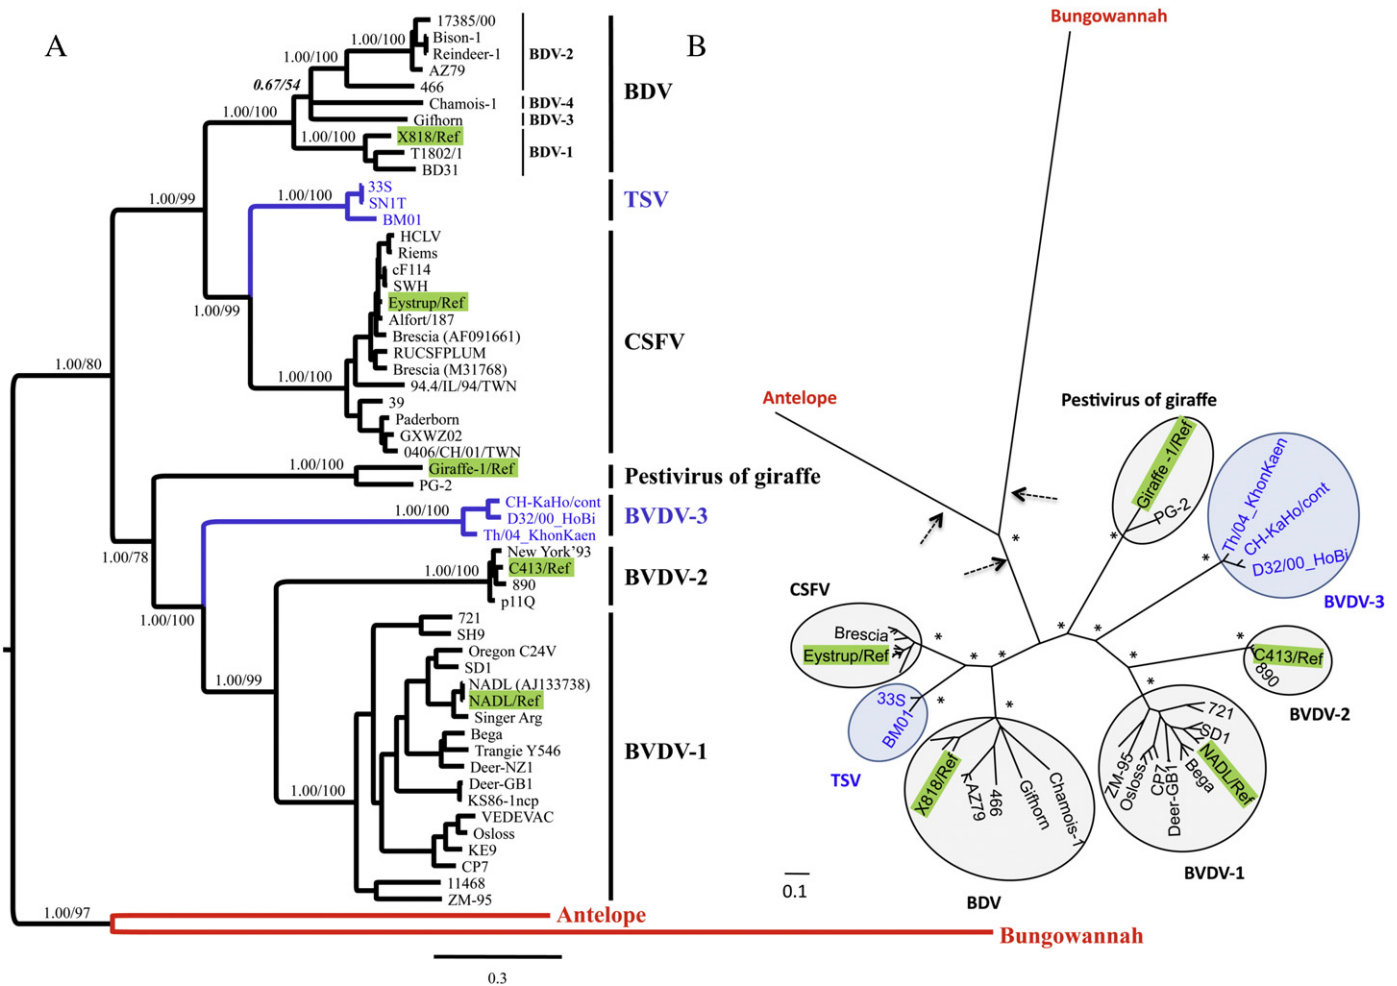 A
17385/00
1.00/100
Bison-1
1.00/100
Reindeer-1
BDV-2
AZ79
0.67/54
466
BDV
1.00/100
Chamois-1
BDV-4
Gifhorn
BDV-3
1.00/100
X818/Ref
T1802/1
BDV-1
BD31
1.00/99
1.00/100
33S
SN1T
TSV
BM01
HCLV
Riems
cF114
SWH
1.00/99
Eystrup/Ref
Alfort/187
Brescia (AF091661)
CSFV
RUCSFPLUM
1.00/80
1.00/100
Brescia (M31768)
94.4/IL/94/TWN
39
Paderborn
GXWZ02
0406/CH/01/TWN
1.00/100
Giraffe-1/Ref
Pestivirus of giraffe
PG-2
1.00/100
CH-KaHo/cont
D32/00_HoBi
BVDV-3
Th/04_KhonKaen
1.00/78
New York'93
1.00/100
C413/Ref
BVDV-2
890
p11Q
1.00/100
721
SH9
Oregon C24V
SD1
1.00/99
NADL (AJ133738)
NADL/Ref
Singer Arg
Bega
Trangie Y546
BVDV-1
Deer-NZ1
Deer-GB1
1.00/100
KS86-1ncp
VEDEVAC
Osloss
KE9
CP7
11468
ZM-95
1.00/97
Antelope
Bungowannah
0.3
B
Bungowannah
Antelope
Pestivirus of giraffe
Giraffe -1/Ref
PG-2
*
*
Th/04_KhonKaen
CH-KaHo/cont
D32/00_HoBi
*
BVDV-3
CSFV
Brescia
Eystrup/Ref
*
*
*
*
*
*
C413/Ref
890
BVDV-2
*
33S
BM01
*
TSV
*
X818/Ref
AZ79
466
Gifhorn
Chamois-1
BDV
ZM-95
Osloss
CP7
Deer-GB1
Bega
NADL/Ref
SD1
721
BVDV-1
0.1